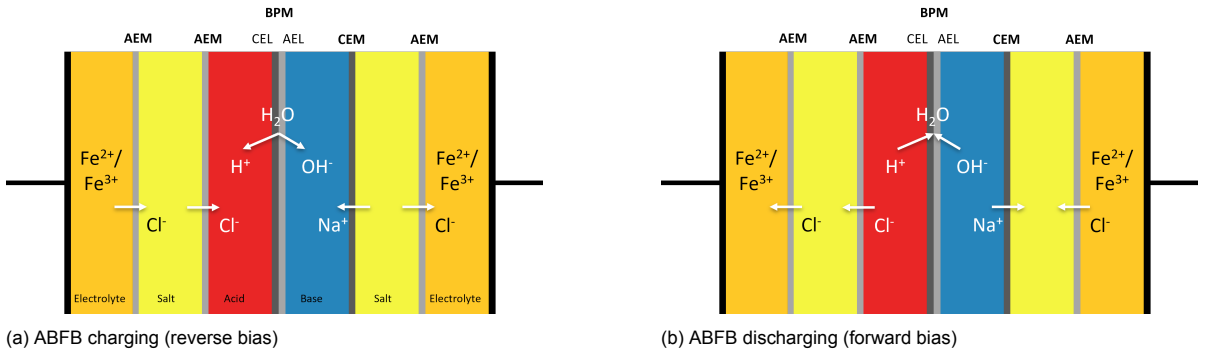 BPM
AEM AEM CEL AEL CEM AEM
H₂O
Fe²⁺/
Fe³⁺
H⁺ OH⁻
Fe²⁺/
Fe³⁺
Cl⁻ Cl⁻ Na⁺ Cl⁻
Electrolyte Salt Acid Base Salt Electrolyte
(a) ABFB charging (reverse bias)
BPM
AEM AEM CEL AEL CEM AEM
H₂O
Fe²⁺/
Fe³⁺
H⁺ OH⁻
Fe²⁺/
Fe³⁺
Cl⁻ Cl⁻ Na⁺ Cl⁻
(b) ABFB discharging (forward bias)